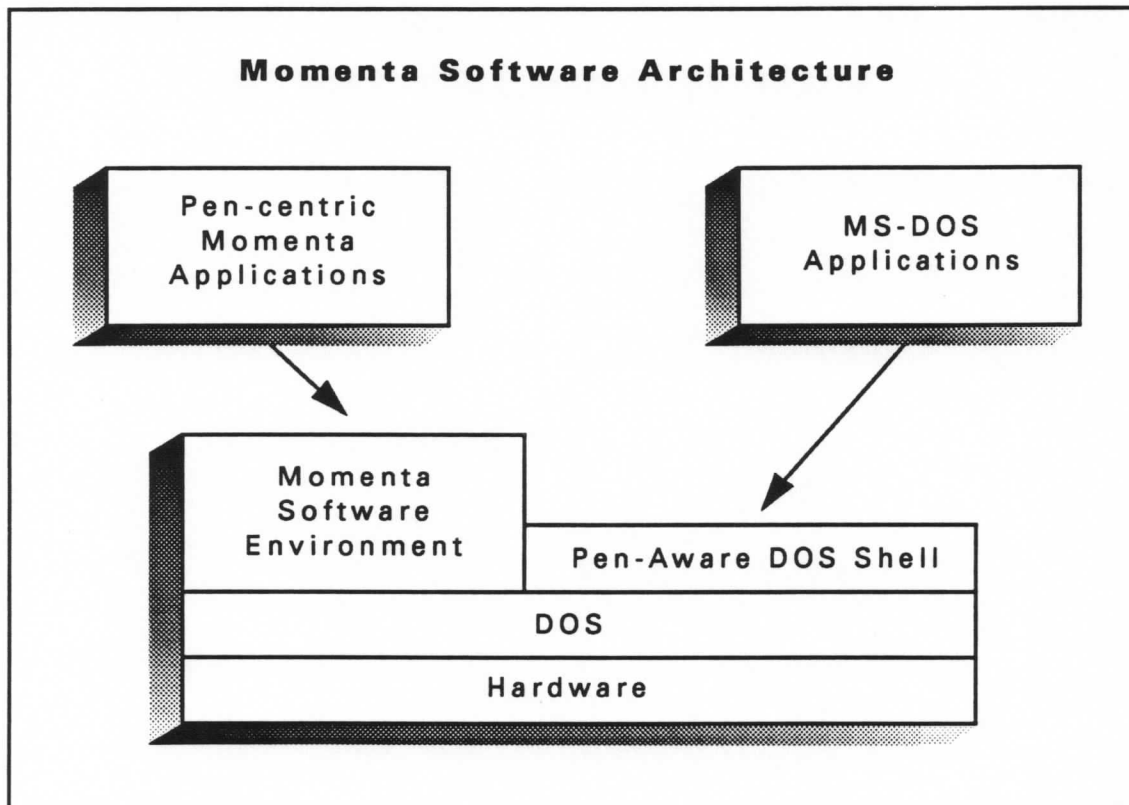 Momenta Software Architecture
Pen-centric
Momenta
Applications
MS-DOS
Applications
Momenta
Software
Environment
Pen-Aware DOS Shell
DOS
Hardware